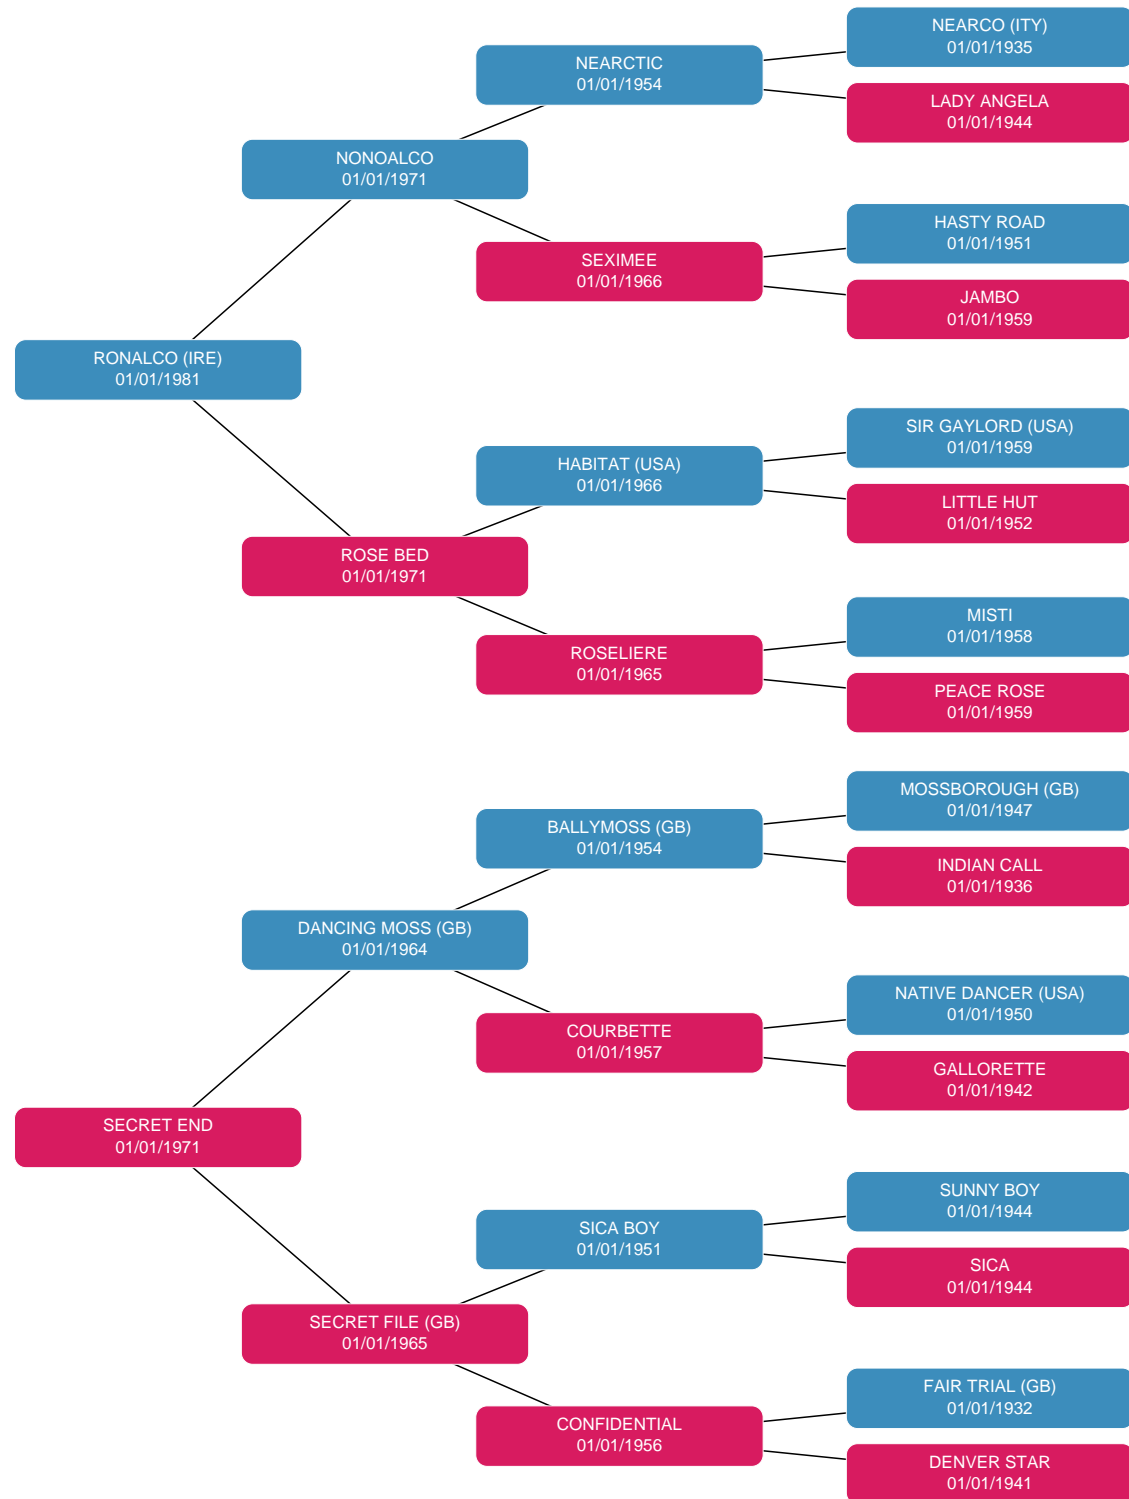 NEARCO (ITY)
01/01/1935
NEARCTIC
01/01/1954
LADY ANGELA
01/01/1944
NONOALCO
01/01/1971
HASTY ROAD
01/01/1951
SEXIMEE
01/01/1966
JAMBO
01/01/1959
RONALCO (IRE)
01/01/1981
SIR GAYLORD (USA)
01/01/1959
HABITAT (USA)
01/01/1966
LITTLE HUT
01/01/1952
ROSE BED
01/01/1971
MISTI
01/01/1958
ROSELIERE
01/01/1965
PEACE ROSE
01/01/1959
MOSSBOROUGH (GB)
01/01/1947
BALLYMOSS (GB)
01/01/1954
INDIAN CALL
01/01/1936
DANCING MOSS (GB)
01/01/1964
NATIVE DANCER (USA)
01/01/1950
COURBETTE
01/01/1957
GALLORETTE
01/01/1942
SECRET END
01/01/1971
SUNNY BOY
01/01/1944
SICA BOY
01/01/1951
SICA
01/01/1944
SECRET FILE (GB)
01/01/1965
FAIR TRIAL (GB)
01/01/1932
CONFIDENTIAL
01/01/1956
DENVER STAR
01/01/1941